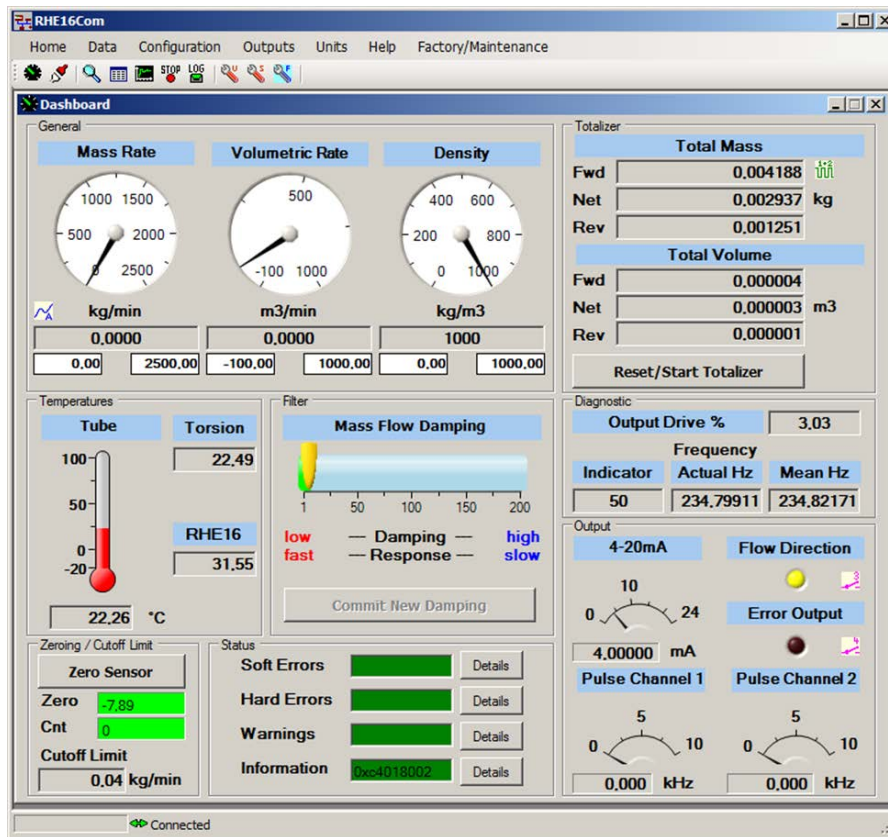 RHE16Com
Home Data Configuration Outputs Units Help Factory/Maintenance
STOP LOG U S F
Dashboard
General
Mass Rate Volumetric Rate Density
0 500 1000 1500 2000 2500
-100 500 1000
0 200 400 600 800 1000
kg/min m3/min kg/m3
0,0000 0,0000 1000
0,00 2500,00 -100,00 1000,00 0,00 1000,00
Totalizer
Total Mass
Fwd 0,004188
1+2
Net 0,002937 kg
Rev 0,001251
Total Volume
Fwd 0,000004
Net 0,000003 m3
Rev 0,000001
Reset/Start Totalizer
Temperatures
Tube Torsion
22,49
100
50
0
-20
RHE16
31,55
22,26 °C
Filter
Mass Flow Damping
1 50 100 150 200
low --- Damping --- high
fast --- Response --- slow
Commit New Damping
Diagnostic
Output Drive % 3,03
Frequency
Indicator Actual Hz Mean Hz
50 234,79911 234,82171
Output
4-20mA Flow Direction
3
0 10 24
Error Output
4
4,00000 mA
Pulse Channel 1 Pulse Channel 2
0 5 10 0 5 10
0,000 kHz 0,000 kHz
Zeroing / Cutoff Limit
Zero Sensor
Zero -7,89
Cnt 0
Cutoff Limit
0,04 kg/min
Status
Soft Errors Details
Hard Errors Details
Warnings Details
Information 0xc4018002 Details
Connected